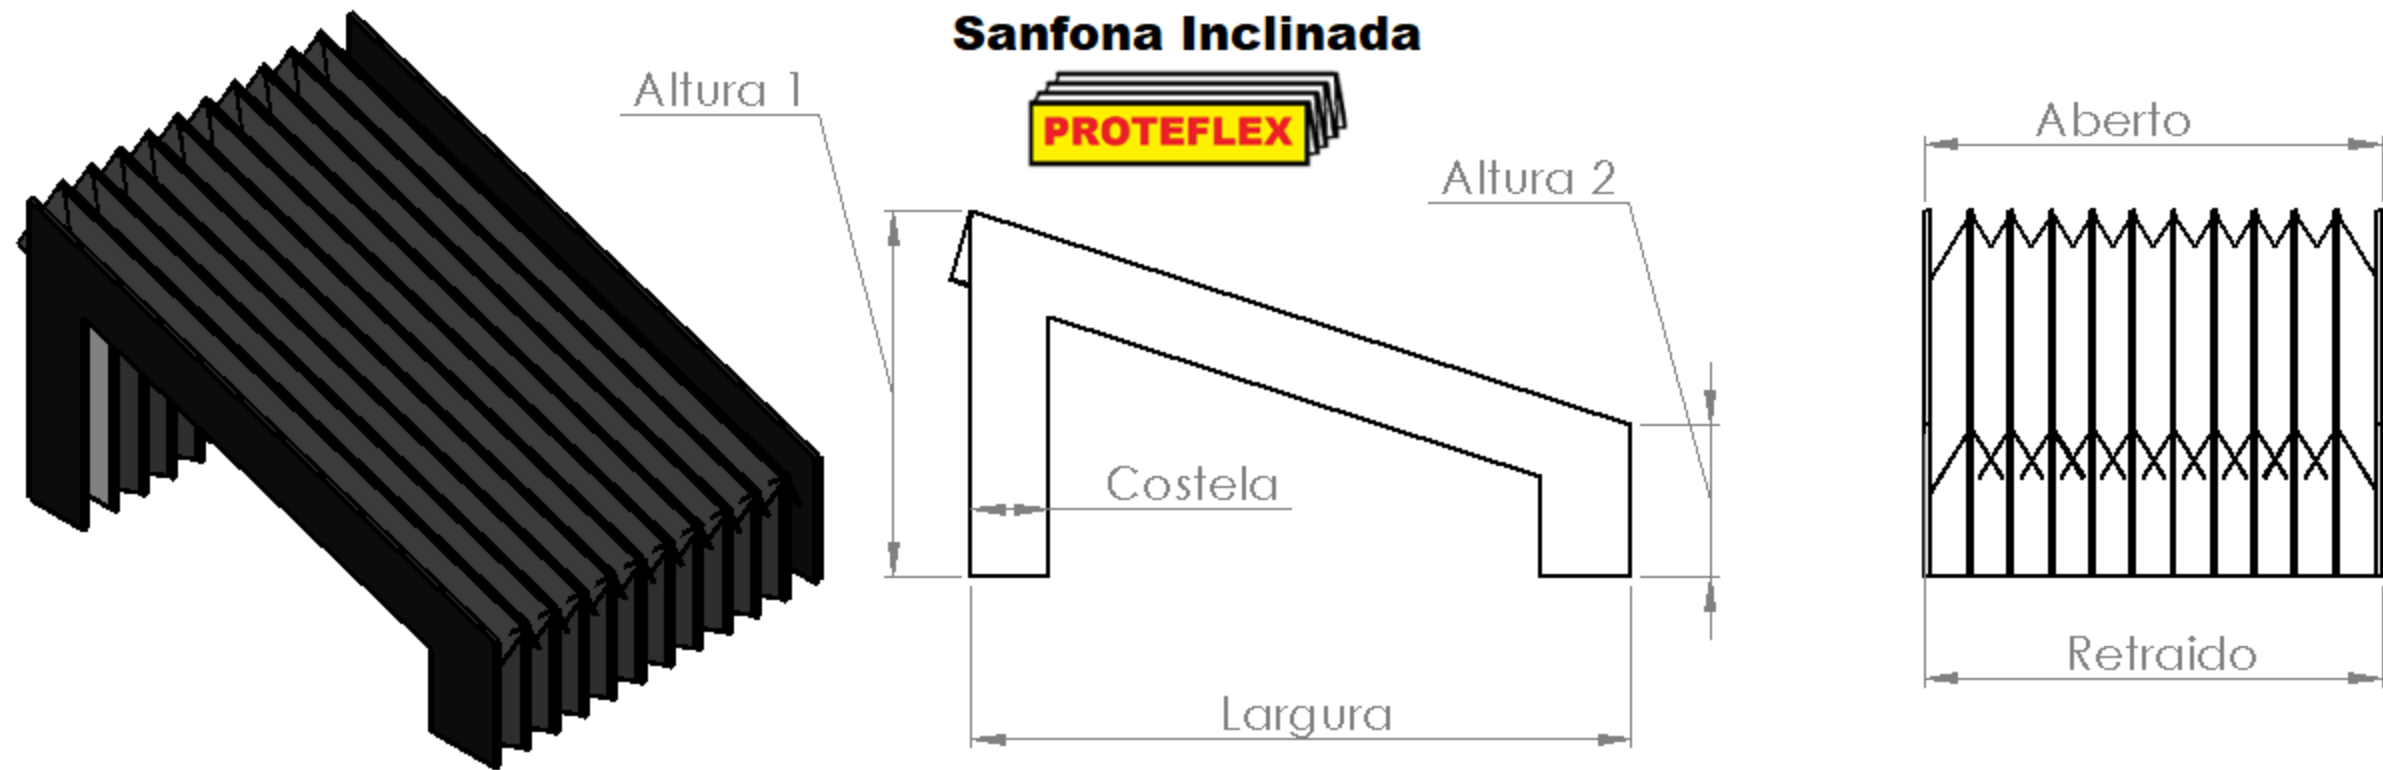 Sanfona Inclinada
PROTEFLEX
Altura 1
Altura 2
Costela
Largura
Aberto
Retraido